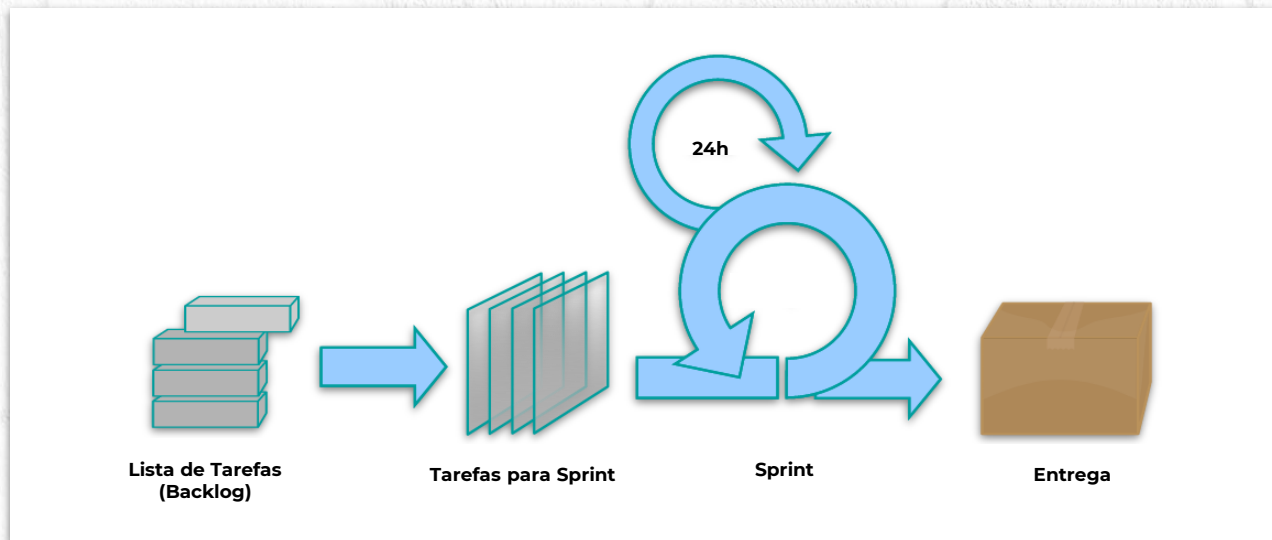 24h
Lista de Tarefas
(Backlog)
Tarefas para Sprint
Sprint
Entrega